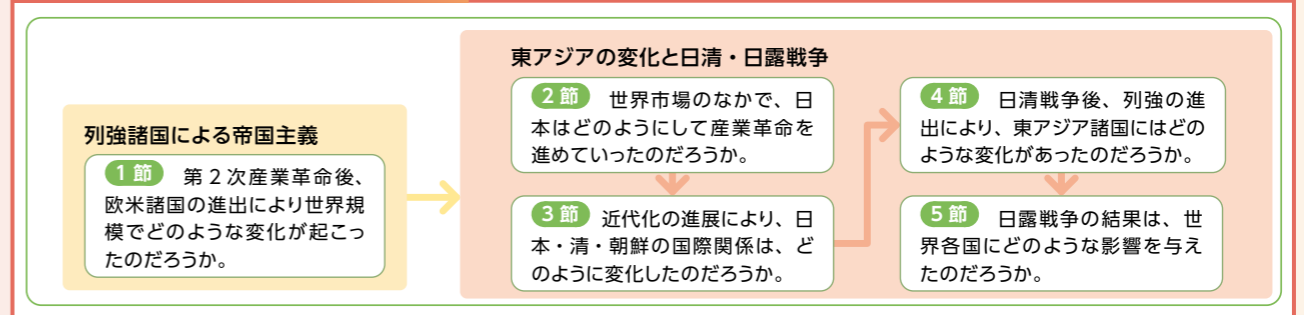 列強諸国による帝国主義
1節 第2次産業革命後、
欧米諸国の進出により世界規
模でどのような変化が起こっ
たのだろうか。
東アジアの変化と日清・日露戦争
2節 世界市場のなかで、日
本はどのようにして産業革命を
進めていったのだろうか。
3節 近代化の進展により、日
本・清・朝鮮の国際関係は、ど
のように変化したのだろうか。
4節 日清戦争後、列強の進
出により、東アジア諸国にはどの
ような変化があったのだろうか。
5節 日露戦争の結果は、世
界各国にどのような影響を与え
たのだろうか。